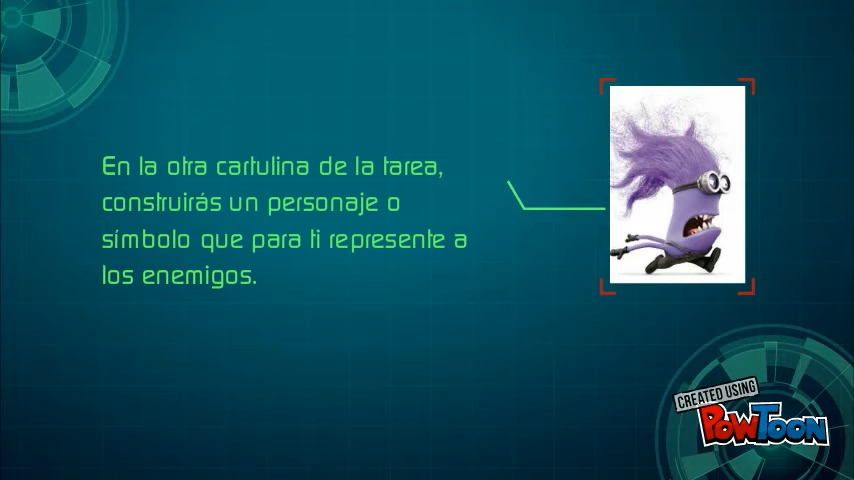 En la otra cartulina de la tarea,
construirás un personaje o
símbolo que para ti represente a
los enemigos.
CREATED USING
POWTOON